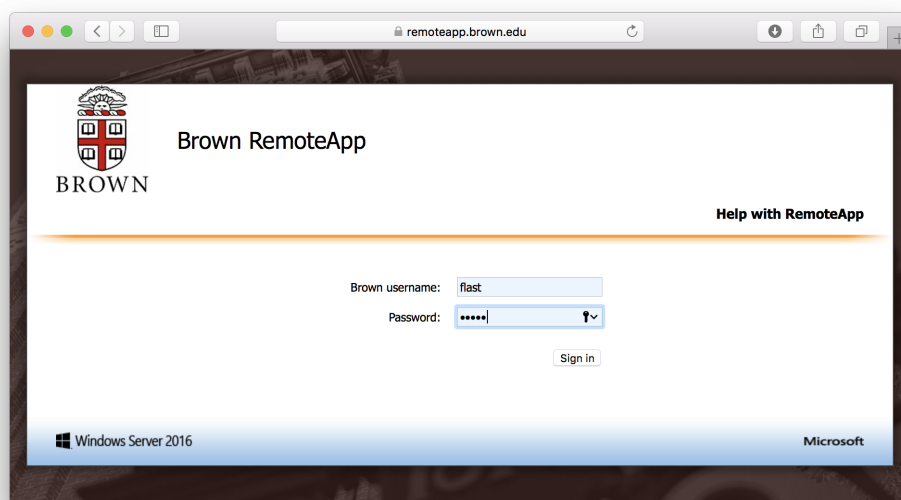 remoteapp.brown.edu
BROWN
Brown RemoteApp
Help with RemoteApp
Brown username: flast
Password: •••••
Sign in
Windows Server 2016
Microsoft